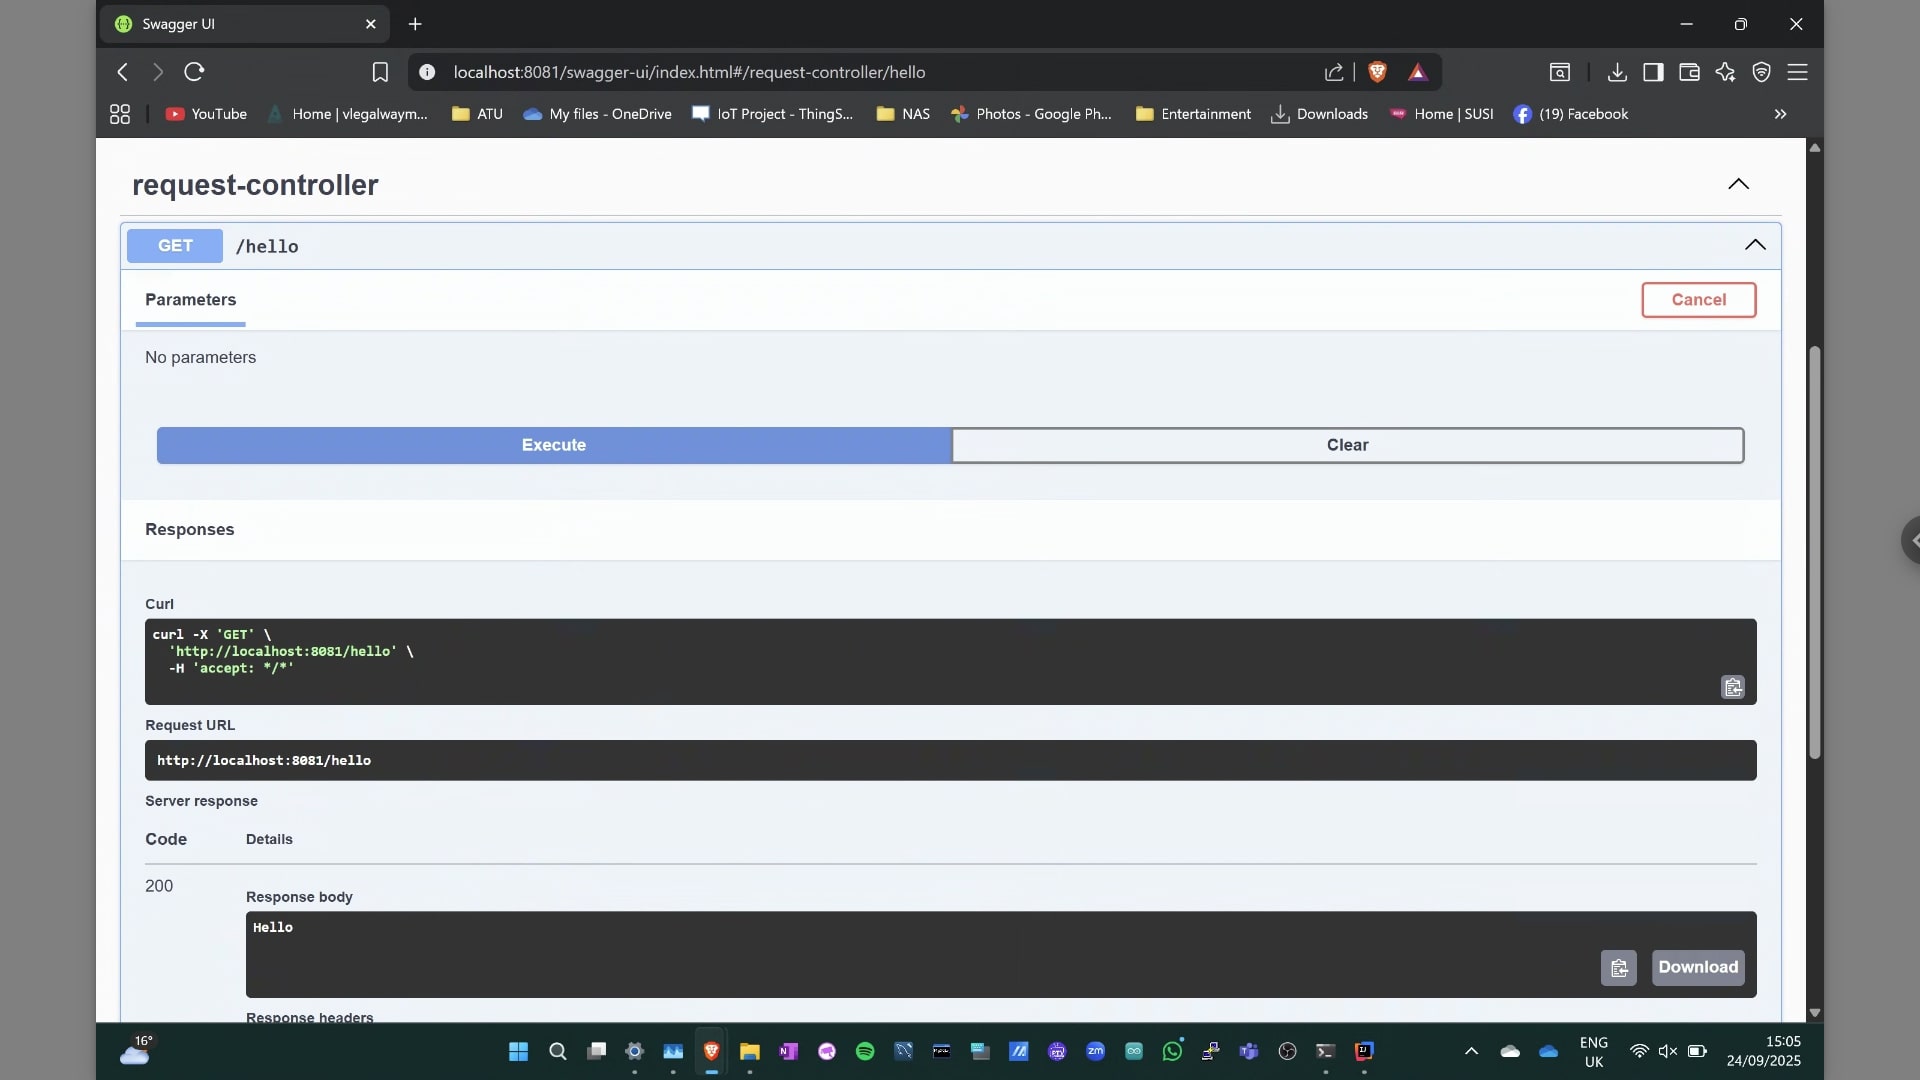 Swagger UI
localhost:8081/swagger-ui/index.html#/request-controller/hello
YouTube
Home | vlegalwaym...
ATU
My files - OneDrive
IoT Project - ThingS...
NAS
Photos - Google Ph...
Entertainment
Downloads
Home | SUSI
(19) Facebook
request-controller
GET /hello
Parameters
Cancel
No parameters
Execute
Clear
Responses
Curl
curl -X 'GET' \
'http://localhost:8081/hello' \
-H 'accept: */*'
Request URL
http://localhost:8081/hello
Server response
Code Details
200
Response body
Hello
Download
Response headers
16°
ENG
UK
15:05
24/09/2025